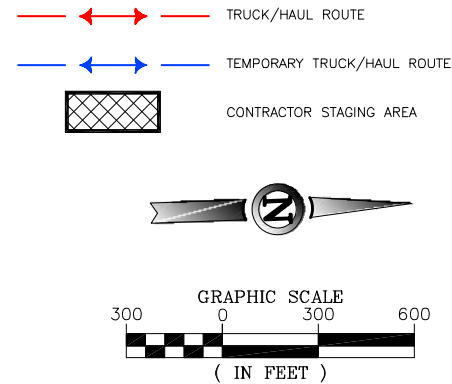 TRUCK/HAUL ROUTE
TEMPORARY TRUCK/HAUL ROUTE
CONTRACTOR STAGING AREA
N
GRAPHIC SCALE
300 0 300 600
( IN FEET )